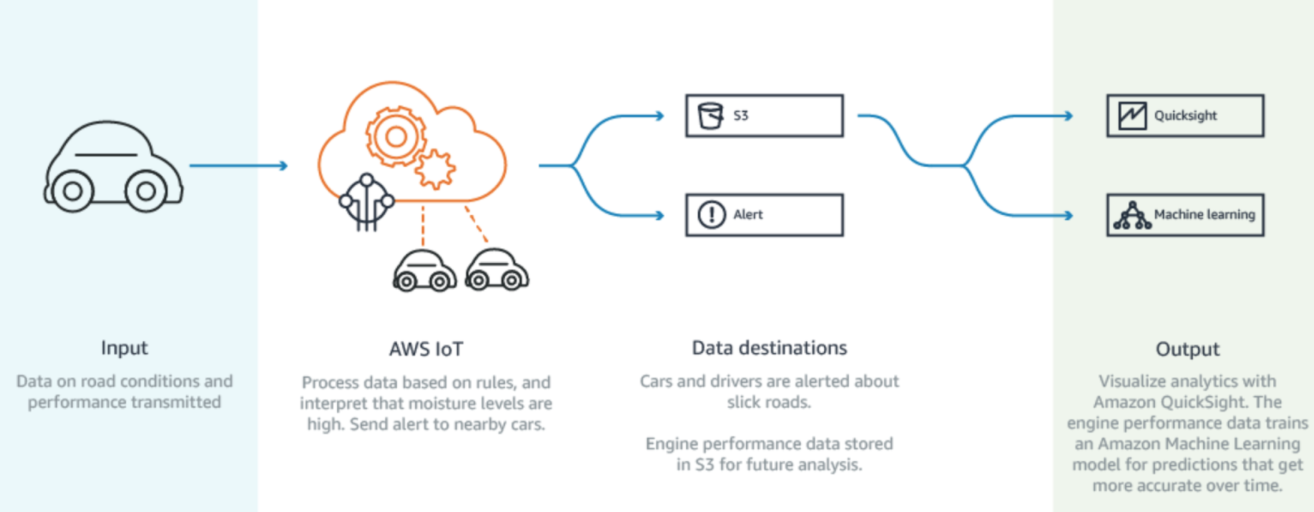 S3
Alert
Quicksight
Machine learning
Input
Data on road conditions and
performance transmitted
AWS IoT
Process data based on rules, and
interpret that moisture levels are
high. Send alert to nearby cars.
Data destinations
Cars and drivers are alerted about
slick roads.
Engine performance data stored
in S3 for future analysis.
Output
Visualize analytics with
Amazon QuickSight. The
engine performance data trains
an Amazon Machine Learning
model for predictions that get
more accurate over time.